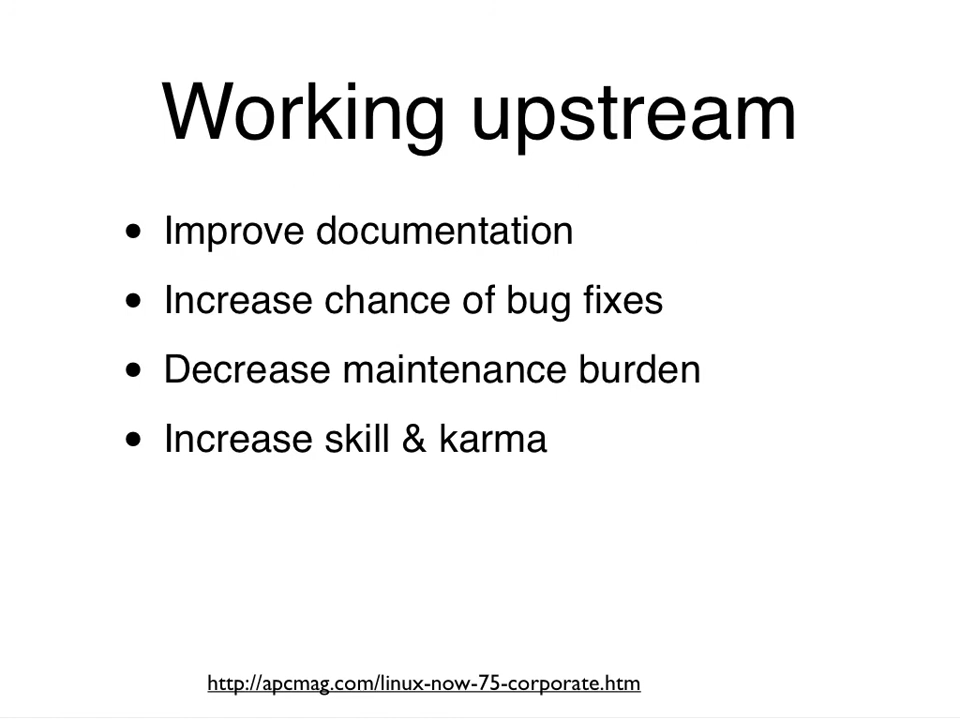 Working upstream
• Improve documentation
• Increase chance of bug fixes
• Decrease maintenance burden
• Increase skill & karma
http://apcmag.com/linux-now-75-corporate.htm